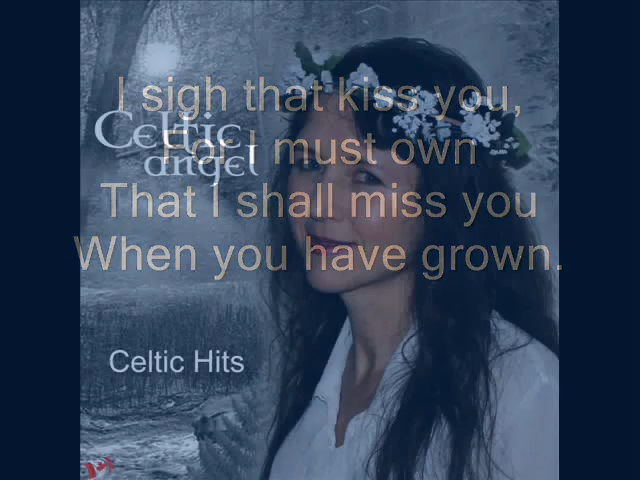 I sigh that kiss you,
For I must own
That I shall miss you
When you have grown.
Celtic
angel
Celtic Hits